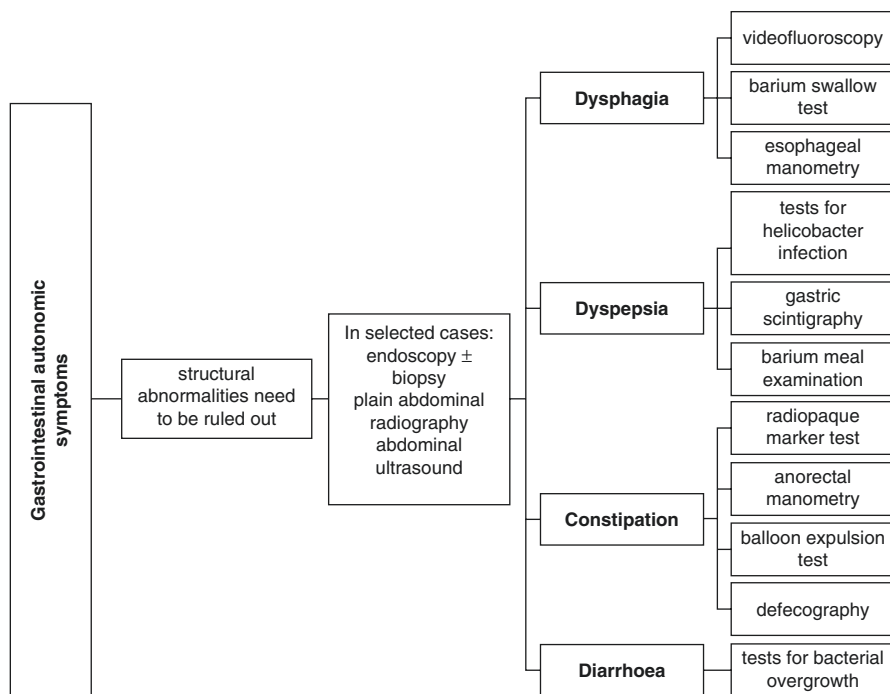 Gastrointestinal autonomic
symptoms
structural
abnormalities need
to be ruled out
In selected cases:
endoscopy ±
biopsy
plain abdominal
radiography
abdominal
ultrasound
Dysphagia
videofluoroscopy
barium swallow
test
esophageal
manometry
Dyspepsia
tests for
helicobacter
infection
gastric
scintigraphy
barium meal
examination
Constipation
radiopaque
marker test
anorectal
manometry
balloon expulsion
test
defecography
Diarrhoea
tests for bacterial
overgrowth